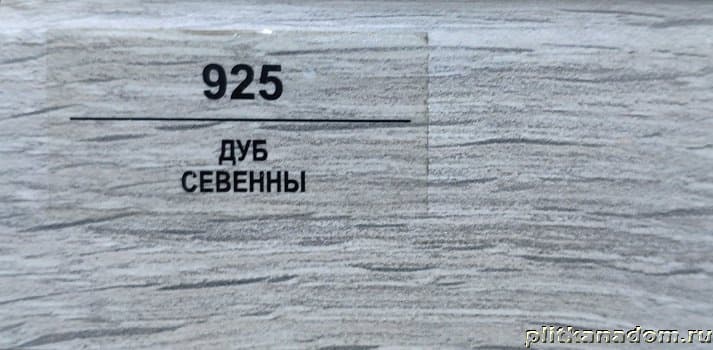 925
ДУБ
СЕВЕННЫ
plitkanadom.ru